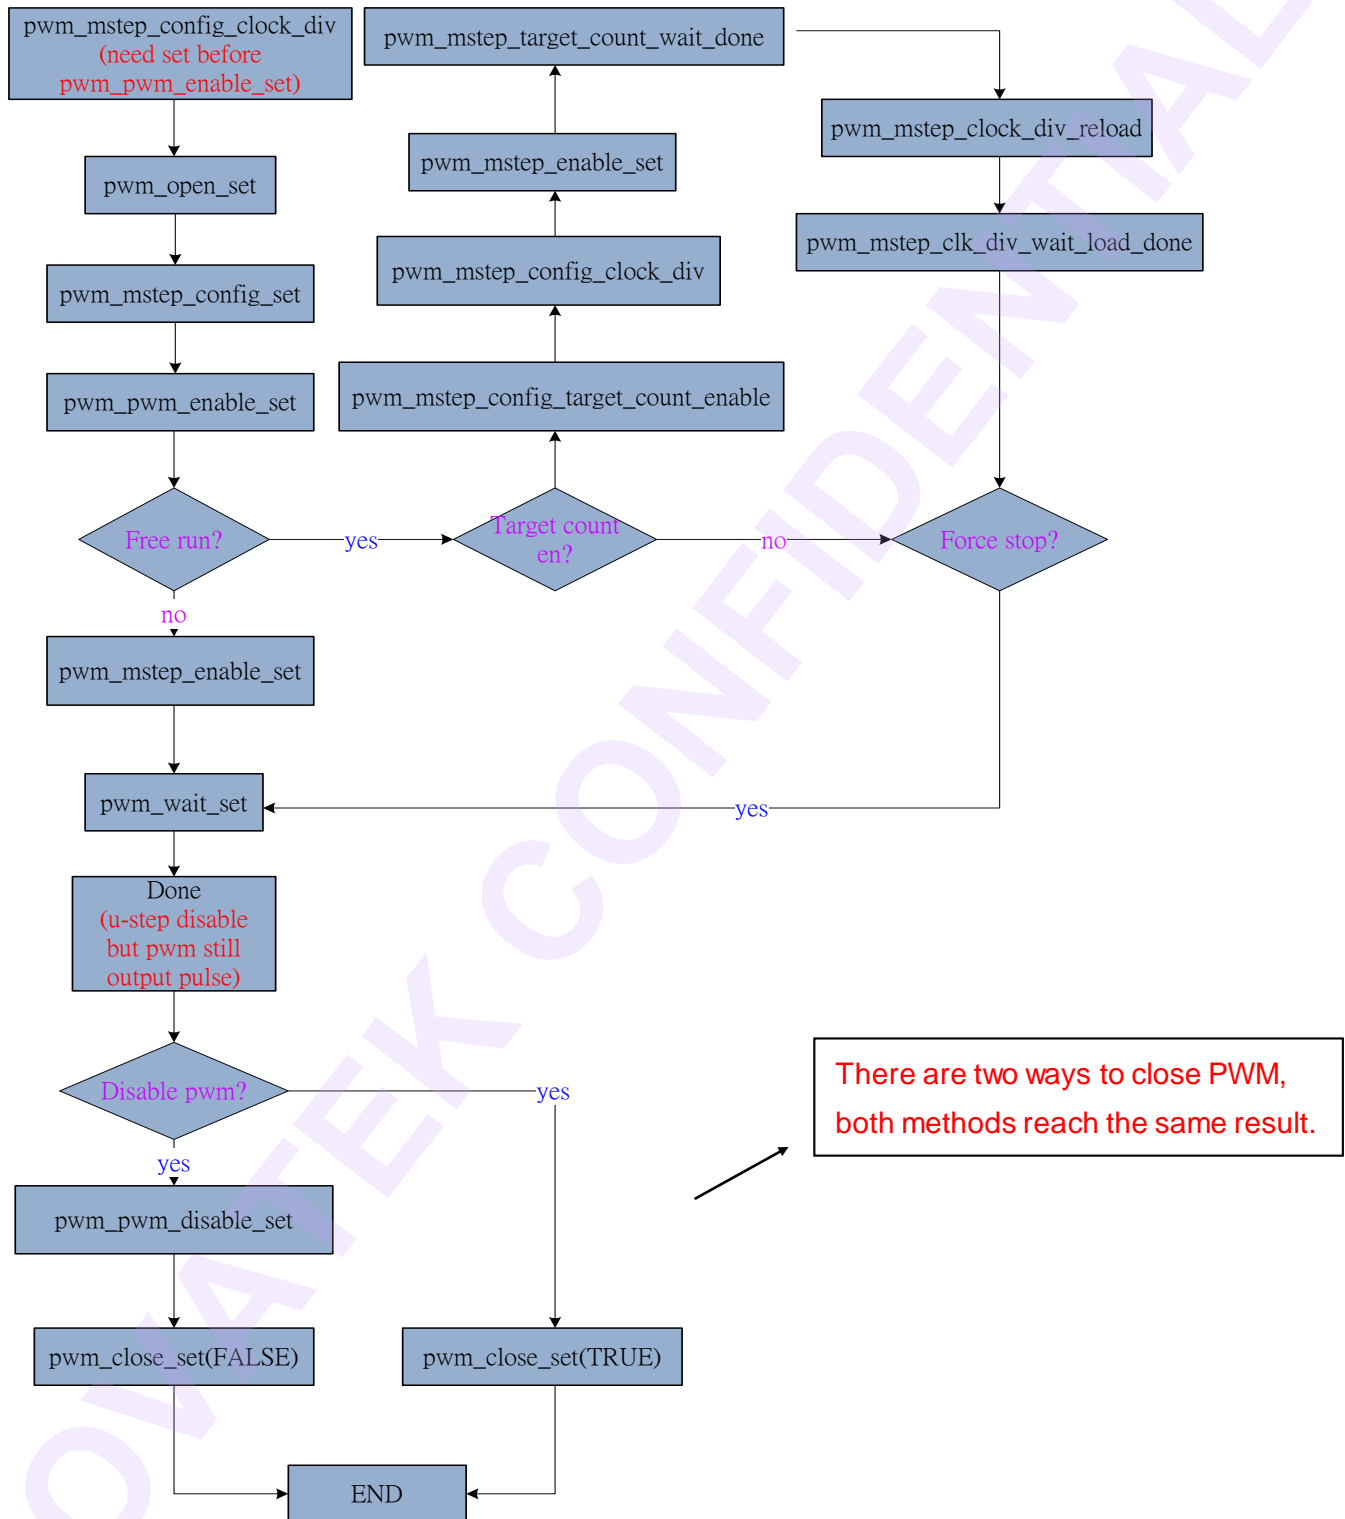 pwm_mstep_config_clock_div
(need set before
pwm_pwm_enable_set)
pwm_open_set
pwm_mstep_config_set
pwm_pwm_enable_set
Free run?
yes
no
pwm_mstep_target_count_wait_done
pwm_mstep_enable_set
pwm_mstep_config_clock_div
pwm_mstep_config_target_count_enable
Target count
en?
no
pwm_mstep_clock_div_reload
pwm_mstep_clk_div_wait_load_done
Force stop?
yes
pwm_mstep_enable_set
pwm_wait_set
Done
(u-step disable
but pwm still
output pulse)
Disable pwm?
yes
yes
pwm_pwm_disable_set
pwm_close_set(FALSE)
pwm_close_set(TRUE)
END
There are two ways to close PWM,
both methods reach the same result.
OVATEK CONFIDENTIAL